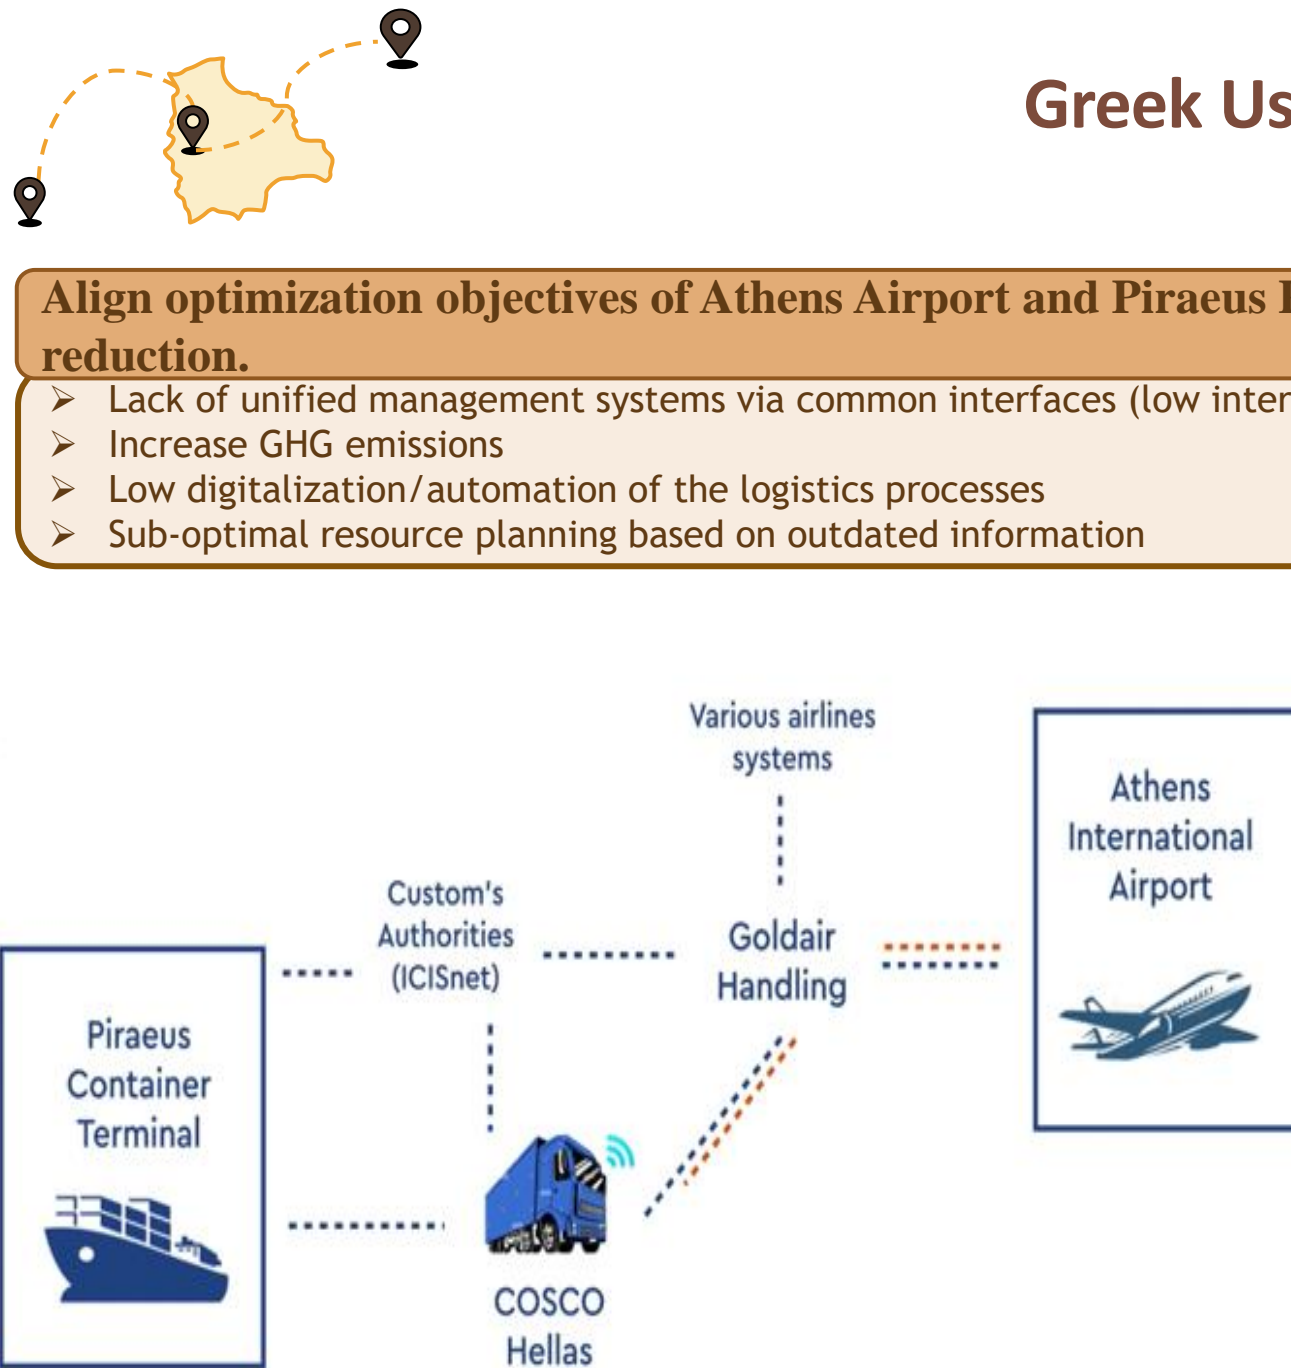 Greek Us
Align optimization objectives of Athens Airport and Piraeus
reduction.
➢ Lack of unified management systems via common interfaces (low inter
➢ Increase GHG emissions
➢ Low digitalization/automation of the logistics processes
➢ Sub-optimal resource planning based on outdated information
Various airlines
systems
Athens
International
Airport
Custom's
Authorities
(ICISnet)
Goldair
Handling
Piraeus
Container
Terminal
COSCO
Hellas